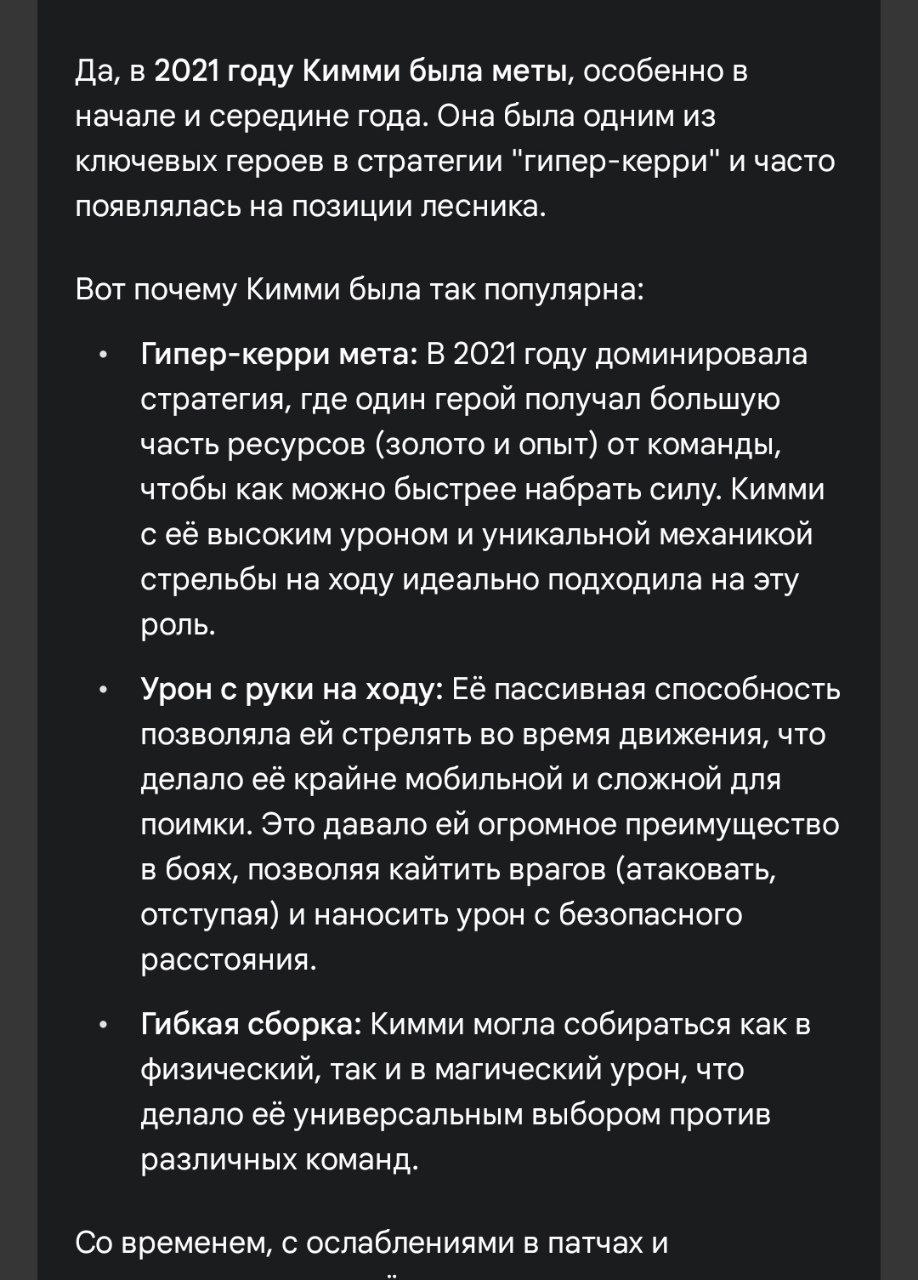 Да, в 2021 году Кимми была меты, особенно в
начале и середине года. Она была одним из
ключевых героев в стратегии "гипер-керри" и часто
появлялась на позиции лесника.
Вот почему Кимми была так популярна:
• Гипер-керри мета: В 2021 году доминировала
стратегия, где один герой получал большую
часть ресурсов (золото и опыт) от команды,
чтобы как можно быстрее набрать силу. Кимми
с её высоким уроном и уникальной механикой
стрельбы на ходу идеально подходила на эту
роль.
• Урон с руки на ходу: Её пассивная способность
позволяла ей стрелять во время движения, что
делало её крайне мобильной и сложной для
поимки. Это давало ей огромное преимущество
в боях, позволяя кайтить врагов (атаковать,
отступая) и наносить урон с безопасного
расстояния.
• Гибкая сборка: Кимми могла собираться как в
физический, так и в магический урон, что
делало её универсальным выбором против
различных команд.
Со временем, с ослаблениями в патчах и